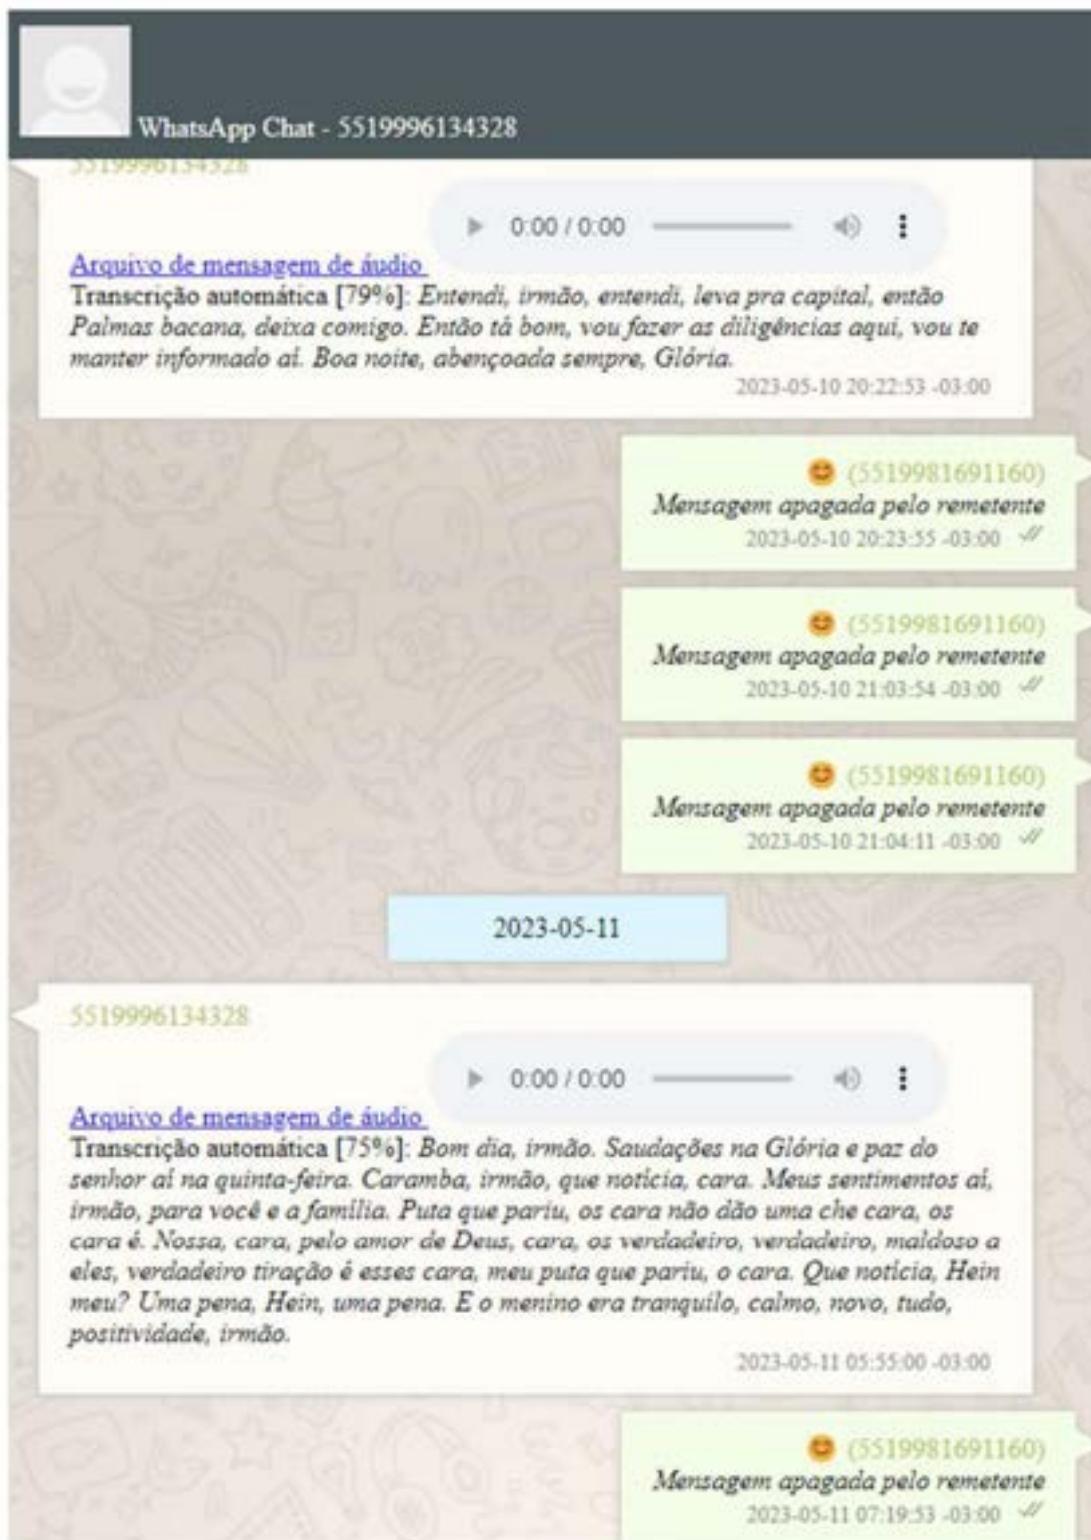 WhatsApp Chat - 5519996134328
5519996134328
0:00 / 0:00
Arquivo de mensagem de áudio
Transcrição automática [79%]: Entendi, irmão, entendi, leva pra capital, então
Palmas bacana, deixa comigo. Então tá bom, vou fazer as diligências aqui, vou te
manter informado aí. Boa noite, abençoada sempre, Glória.
2023-05-10 20:22:53 -03:00
😊 (5519981691160)
Mensagem apagada pelo remetente
2023-05-10 20:23:55 -03:00
😊 (5519981691160)
Mensagem apagada pelo remetente
2023-05-10 21:03:54 -03:00
😊 (5519981691160)
Mensagem apagada pelo remetente
2023-05-10 21:04:11 -03:00
2023-05-11
5519996134328
0:00 / 0:00
Arquivo de mensagem de áudio
Transcrição automática [75%]: Bom dia, irmão. Saudações na Glória e paz do
senhor aí na quinta-feira. Caramba, irmão, que notícia, cara. Meus sentimentos aí,
irmão, para você e a família. Puta que pariu, os cara não dão uma che cara, os
cara é. Nossa, cara, pelo amor de Deus, cara, os verdadeiro, verdadeiro, maldoso a
eles, verdadeiro tiração é esses cara, meu puta que pariu, o cara. Que notícia, Hein
meu? Uma pena, Hein, uma pena. E o menino era tranquilo, calmo, novo, tudo,
positividade, irmão.
2023-05-11 05:55:00 -03:00
😊 (5519981691160)
Mensagem apagada pelo remetente
2023-05-11 07:19:53 -03:00